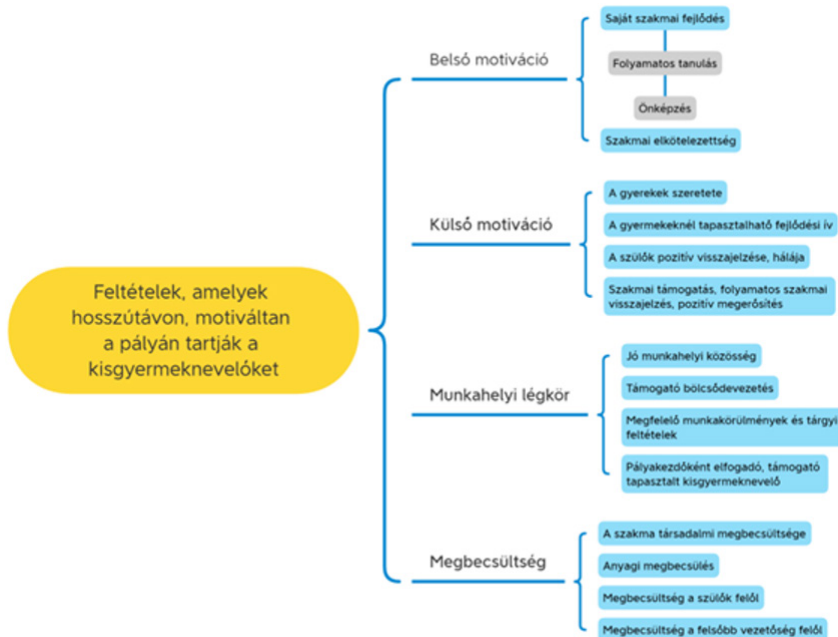 Feltételek, amelyek
hosszútávon, motiváltan
a pályán tartják a
kisgyermeknevelőket
Belső motiváció
Saját szakmai fejlődés
Folyamatos tanulás
Önképzés
Szakmai elkötelezettség
Külső motiváció
A gyerekek szeretete
A gyermekeknél tapasztalható fejlődési ív
A szülők pozitív visszajelzése, hálája
Szakmai támogatás, folyamatos szakmai
visszajelzés, pozitív megerősítés
Munkahelyi légkör
Jó munkahelyi közösség
Támogató bölcsődevezetés
Megfelelő munkakörülmények és tárgyi
feltételek
Pályakezdőként elfogadó, támogató
tapasztalt kisgyermeknevelő
Megbecsültség
A szakma társadalmi megbecsültsége
Anyagi megbecsülés
Megbecsültség a szülők felől
Megbecsültség a felsőbb vezetőség felől